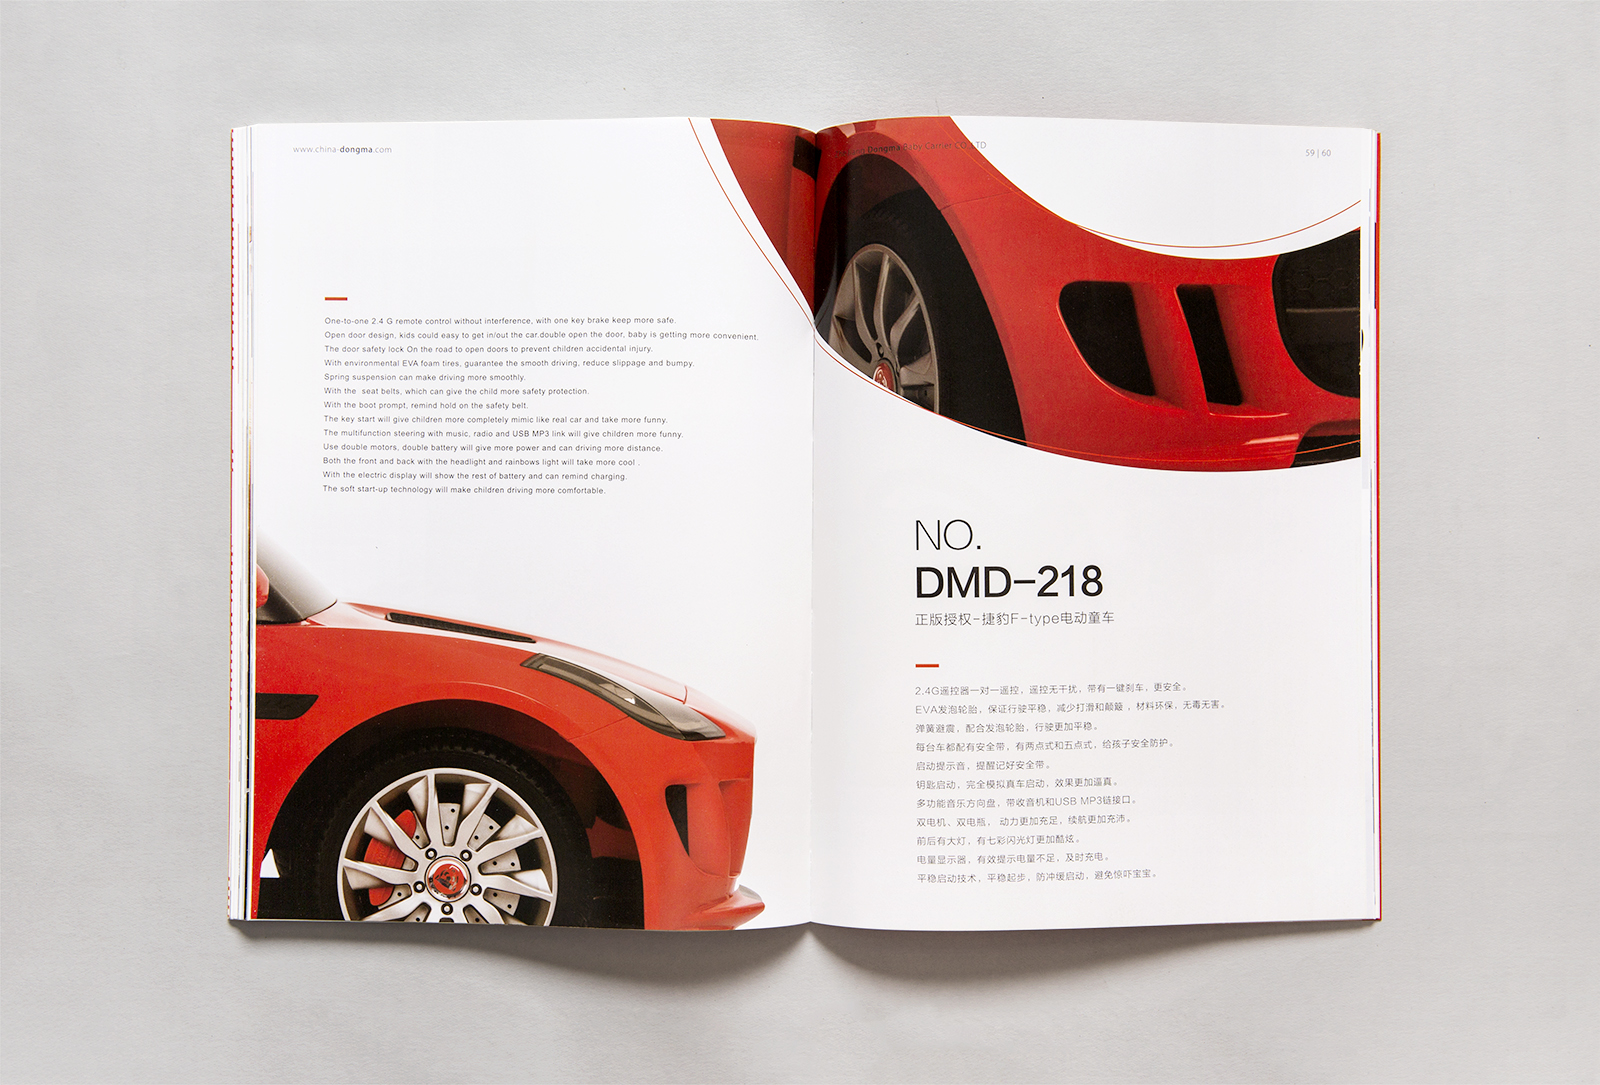 www.china-dongma.com
One-to-one 2.4 G remote control without interference, with one key brake keep more safe.
Open door design, kids could easy to get in/out the car.double open the door, baby is getting more convenient.
The door safety lock On the road to open doors to prevent children accidental injury.
With environmental EVA foam tires, guarantee the smooth driving, reduce slippage and bumpy.
Spring suspension can make driving more smoothly.
With the seat belts, which can give the child more safety protection.
With the boot prompt, remind hold on the safety belt.
The key start will give children more completely mimic like real car and take more funny.
The multifunction steering with music, radio and USB MP3 link will give children more funny.
Use double motors, double battery will give more power and can driving more distance.
Both the front and back with the headlight and rainbows light will take more cool .
With the electric display will show the rest of battery and can remind charging.
The soft start-up technology will make children driving more comfortable.
Dongma Baby Carrier CO.,LTD
59 | 60
NO.
DMD-218
正版授权-捷豹F-type电动童车
2.4G遥控器一对一遥控，遥控无干扰，带有一键刹车，更安全。
EVA发泡轮胎，保证行驶平稳，减少打滑和颠簸，材料环保，无毒无害。
弹簧避震，配合发泡轮胎，行驶更加平稳。
每台车都配有安全带，有两点式和五点式，给孩子安全防护。
启动提示音，提醒记好安全带。
钥匙启动，完全模拟真车启动，效果更加逼真。
多功能音乐方向盘，带收音机和USB MP3链接口。
双电机、双电瓶，动力更加充足，续航更加充沛。
前后有大灯，有七彩闪光灯更加酷炫。
电量显示器，有效提示电量不足，及时充电。
平稳启动技术，平稳起步，防冲缓启动，避免惊吓宝宝。